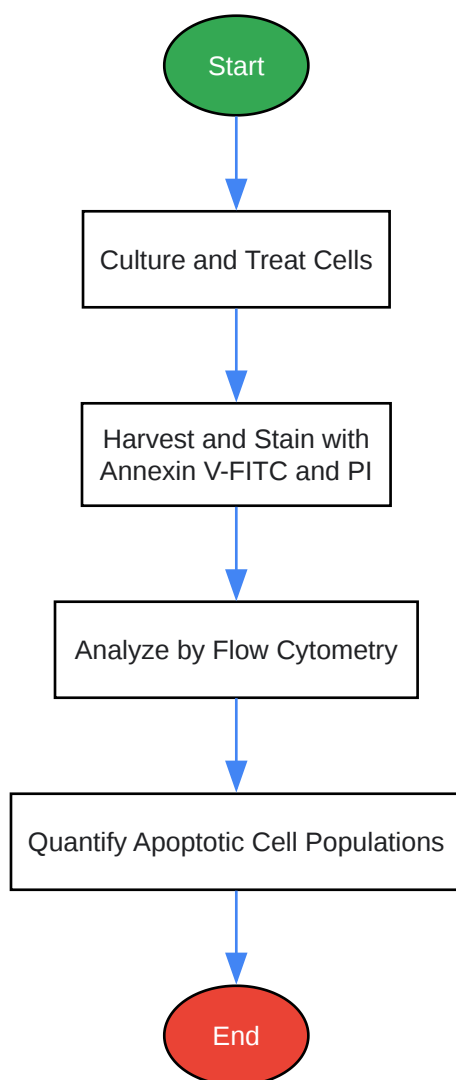 Start
Culture and Treat Cells
Harvest and Stain with
Annexin V-FITC and PI
Analyze by Flow Cytometry
Quantify Apoptotic Cell Populations
End